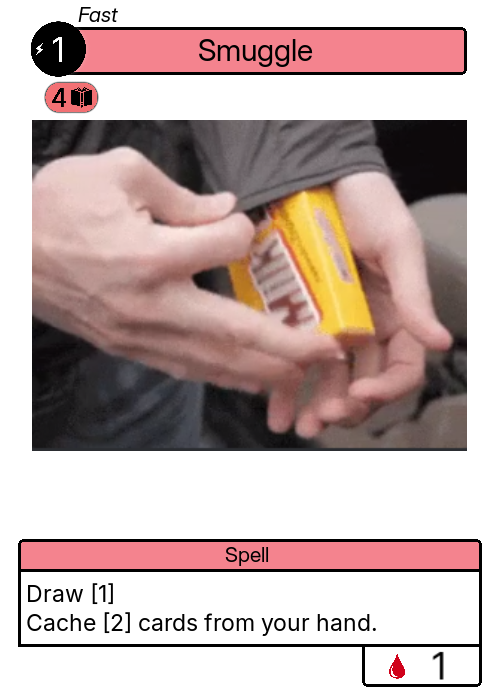 Fast
1
Smuggle
4
Spell
Draw [1]
Cache [2] cards from your hand.
1